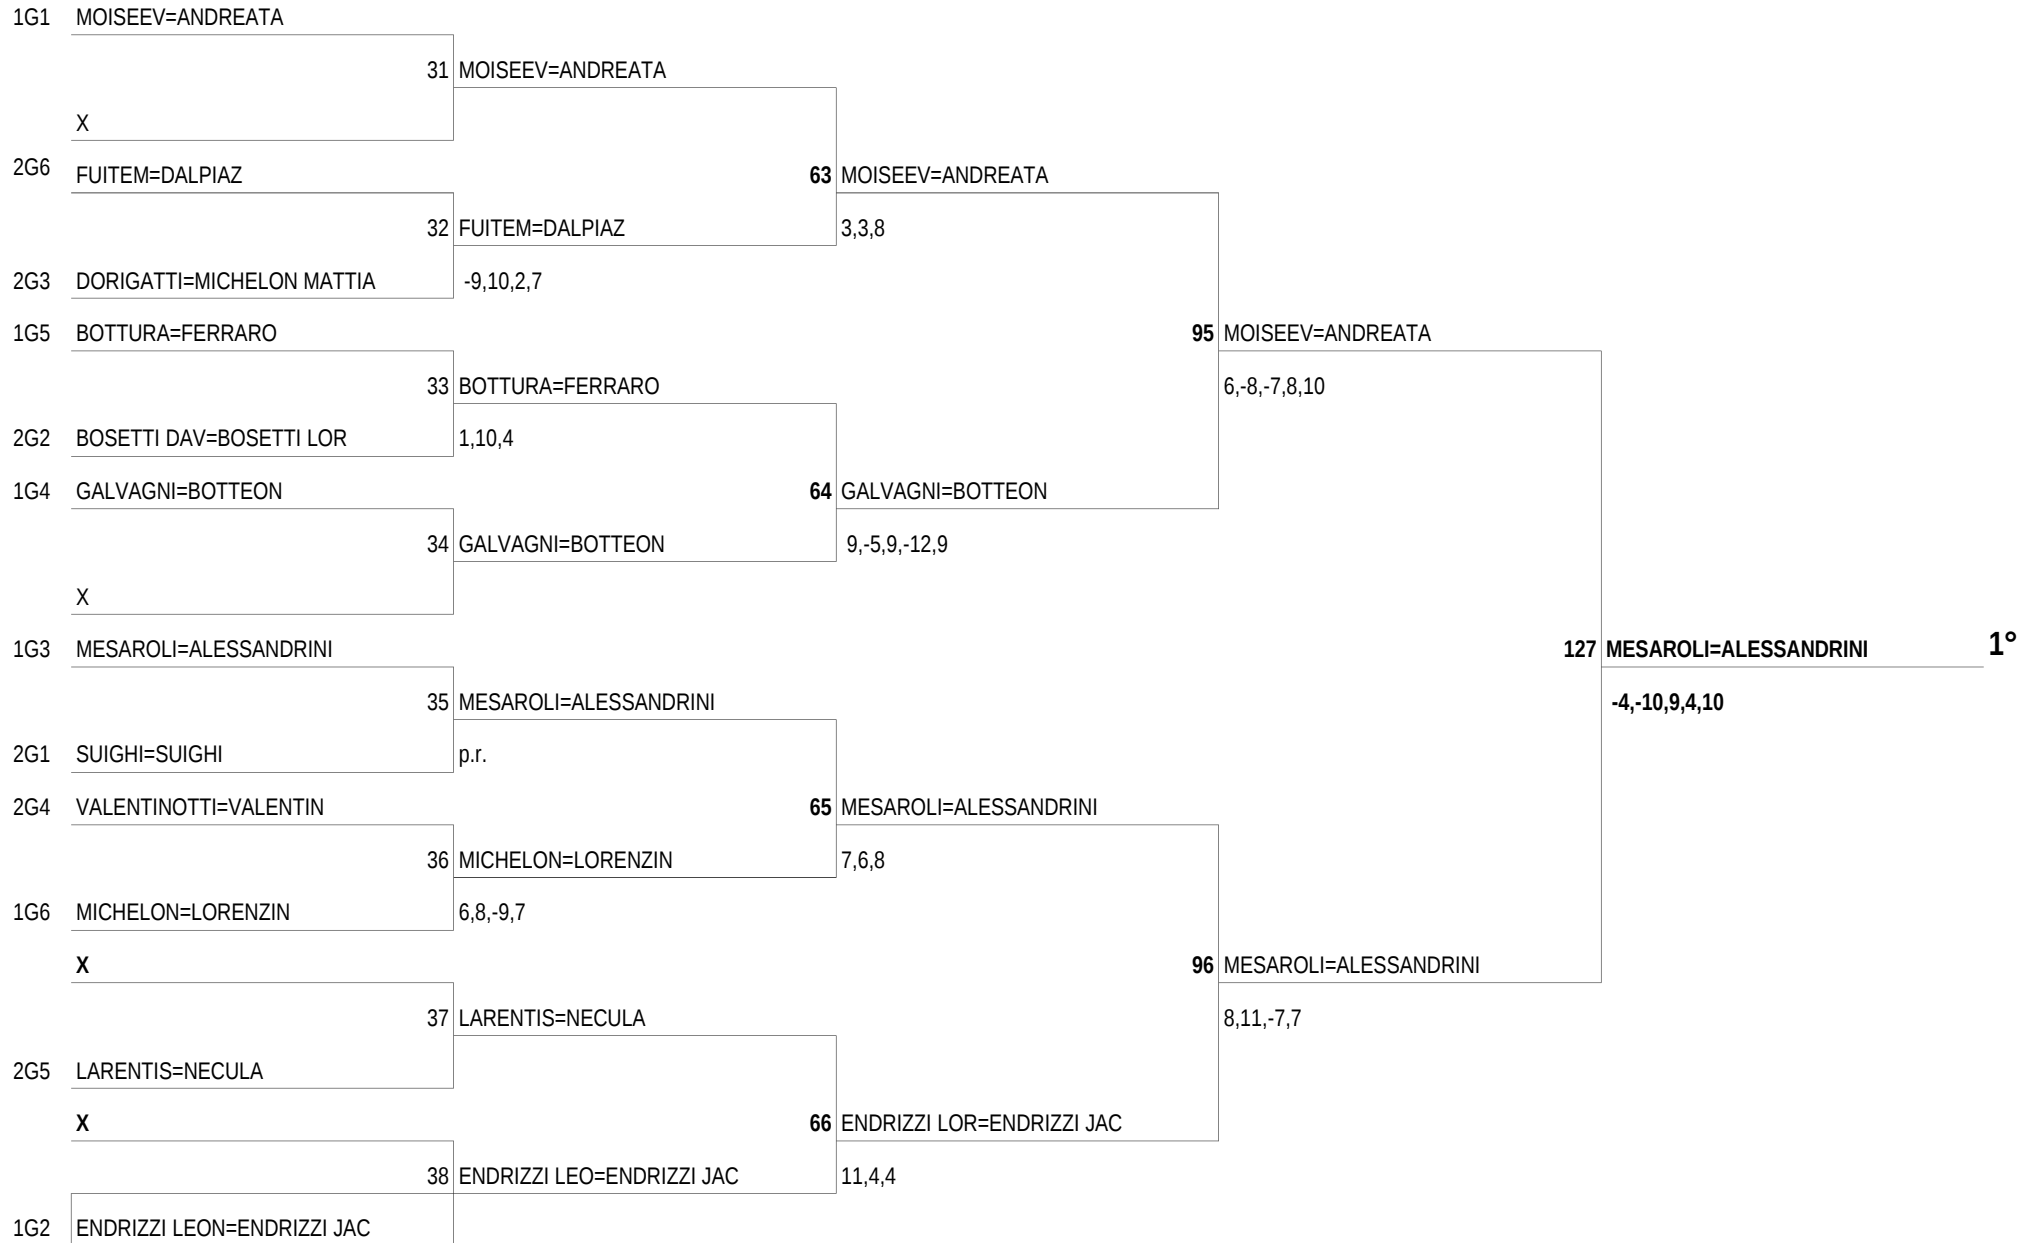 1G1 MOISEEV=ANDREATA
31 MOISEEV=ANDREATA
X
2G6 FUITEM=DALPIAZ 63 MOISEEV=ANDREATA
32 FUITEM=DALPIAZ 3,3,8
2G3 DORIGATTI=MICHELON MATTIA -9,10,2,7
1G5 BOTTURA=FERRARO 95 MOISEEV=ANDREATA
33 BOTTURA=FERRARO 6,-8,-7,8,10
2G2 BOSETTI DAV=BOSETTI LOR 1,10,4
1G4 GALVAGNI=BOTTEON 64 GALVAGNI=BOTTEON
34 GALVAGNI=BOTTEON 9,-5,9,-12,9
X
1G3 MESAROLI=ALESSANDRINI 127 MESAROLI=ALESSANDRINI 1°
35 MESAROLI=ALESSANDRINI -4,-10,9,4,10
2G1 SUIGHI=SUIGHI p.r.
2G4 VALENTINOTTI=VALENTIN 65 MESAROLI=ALESSANDRINI
36 MICHELON=LORENZIN 7,6,8
1G6 MICHELON=LORENZIN 6,8,-9,7
X 96 MESAROLI=ALESSANDRINI
37 LARENTIS=NECULA 8,11,-7,7
2G5 LARENTIS=NECULA
X 66 ENDRIZZI LOR=ENDRIZZI JAC
38 ENDRIZZI LEO=ENDRIZZI JAC 11,4,4
1G2 ENDRIZZI LEON=ENDRIZZI JAC